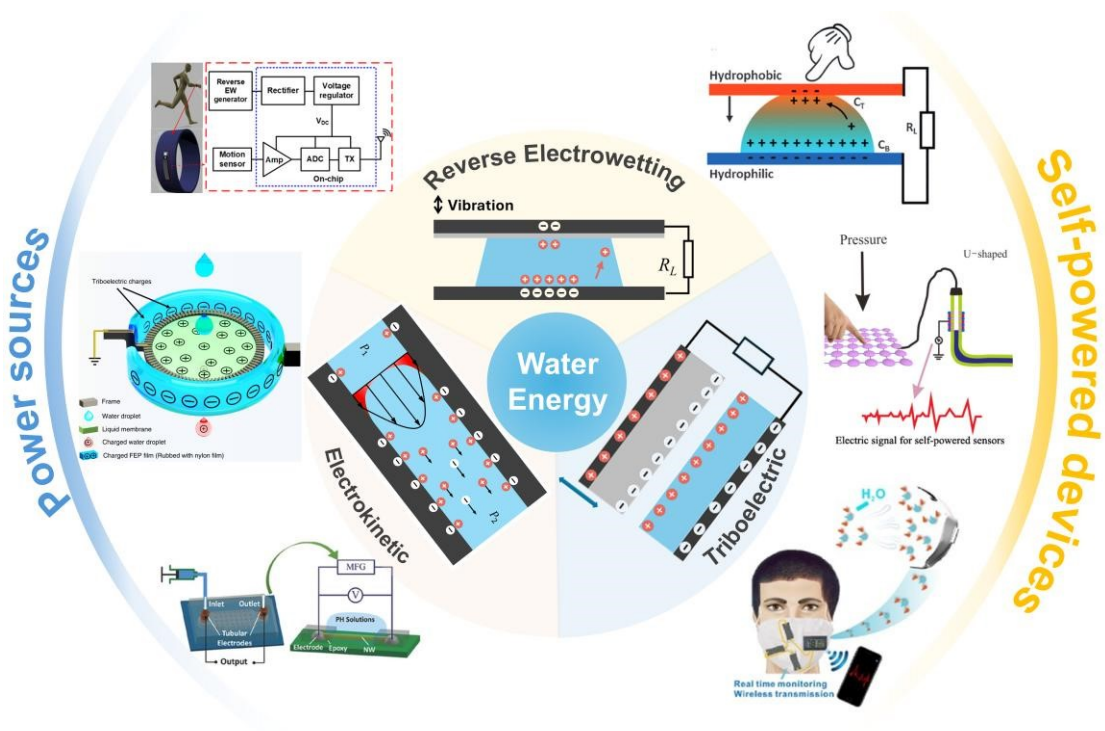 Power sources
Reverse
EW
generator
Rectifier
Voltage
regulator
V_DC
Motion
sensor
Amp
ADC
TX
On-chip
Triboelectric charges
Frame
Water droplet
Liquid membrane
Charged water droplet
Charged FEP film (Rubbed with nylon film)
Inlet
Outlet
Tubular
Electrodes
Output
MFG
V
PH Solutions
Electrode
Epoxy
NW
Reverse Electrowetting
Vibration
R_L
Water
Energy
Electrokinetic
P_1
P_2
Triboelectric
Hydrophobic
C_T
C_B
R_L
Hydrophilic
Pressure
U-shaped
Electric signal for self-powered sensors
H_2O
Real time monitoring
Wireless transmission
Self-powered devices